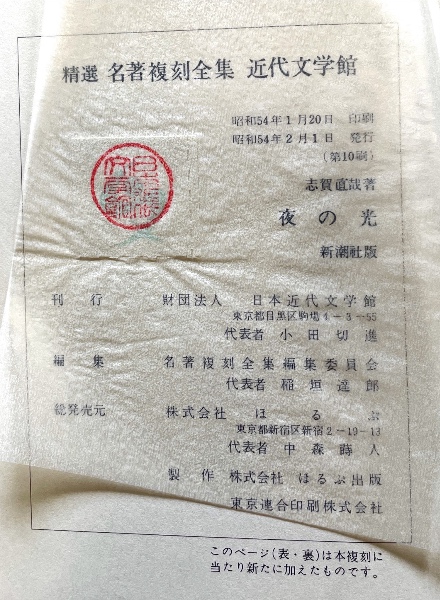 精選 名著複刻全集 近代文学館
昭和54年1月20日 印刷
昭和54年2月1日 発行
(第10刷)
志賀直哉著
夜の光
新潮社版
刊行 財団法人 日本近代文学館
東京都目黒区駒場4-3-55
代表者 小田切進
編集 名著複刻全集編集委員会
代表者 稲垣達郎
総発売元 株式会社 ほるぷ
東京都新宿区新宿2-19-13
代表者 中森蒔人
製作 株式会社 ほるぷ出版
東京連合印刷株式会社
このページ(表・裏)は本複刻に
当たり新たに加えたものです。